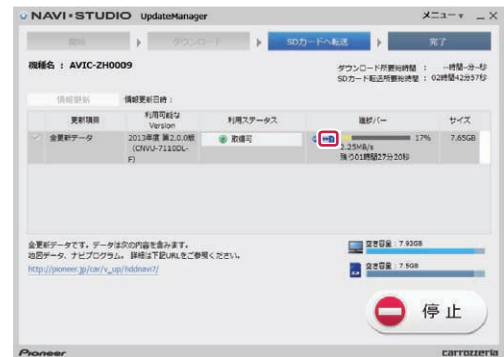 NAVI・STUDIO UpdateManager
メニュー
開始
ダウンロード
SDカードへ転送
完了
機種名 : AVIC-ZH0009
ダウンロード所要総時間 : --時間-分-秒
SDカード転送所要総時間 : 02時間42分57秒
情報更新
情報更新日時 :
更新項目
利用可能な Version
利用ステータス
進捗バー
サイズ
全更新データ
2013年度 第2.0.0版
(CNVU-7110DL-F)
取得可
17%
7.65GB
2.25MB/s
残り01時間27分20秒
全更新データです。データは次の内容を含みます。
地図データ、ナビプログラム。 詳細は下記URLをご参照ください。
http://pioneer.jp/car/v_up/hddnavi7/
空き容量 : 7.92GB
空き容量 : 7.5GB
停止
Pioneer
carrozzeria